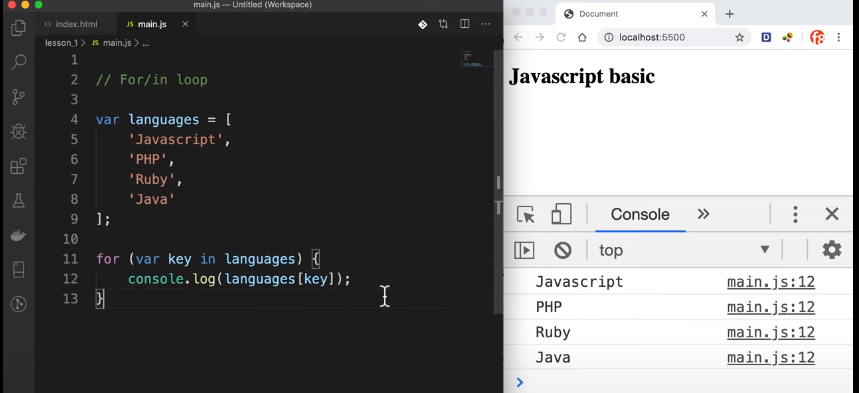 main.js — Untitled (Workspace)
index.html
JS main.js
lesson_1 > JS main.js > ...
1
2 // For/in loop
3
4 var languages = [
5 'Javascript',
6 'PHP',
7 'Ruby',
8 'Java'
9 ];
10
11 for (var key in languages) {
12 console.log(languages[key]);
13 }
Document
localhost:5500
Javascript basic
Console
top
Javascript main.js:12
PHP main.js:12
Ruby main.js:12
Java main.js:12